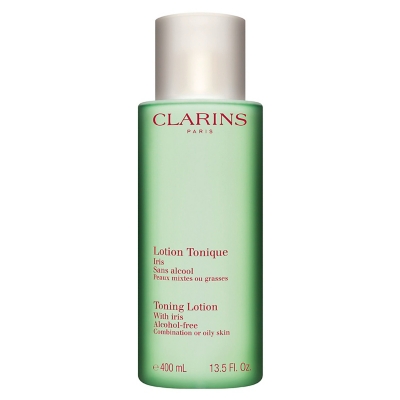 CLARINS
PARIS
Lotion Tonique
Iris
Sans alcool
Peaux mixtes ou grasses
Toning Lotion
With iris
Alcohol-free
Combination or oily skin
℮400 mL 13.5 Fl. Oz.